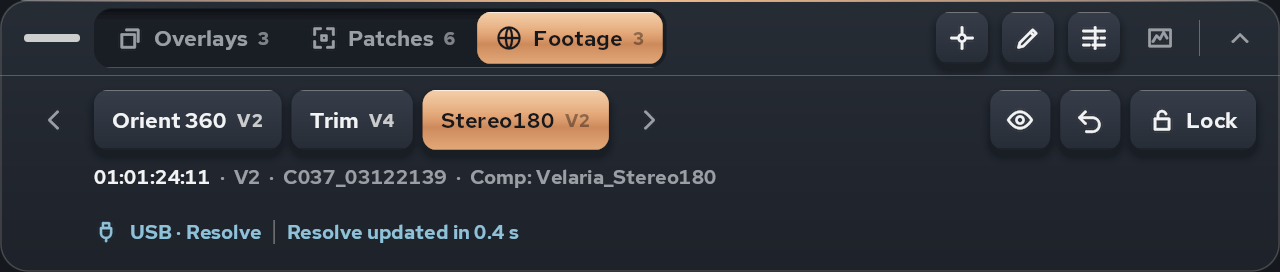 Overlays 3 Patches 6 Footage 3
Orient 360 V2 Trim V4 Stereo180 V2 Lock
01:01:24:11 · V2 · C037_03122139 · Comp: Velaria_Stereo180
USB · Resolve | Resolve updated in 0.4 s